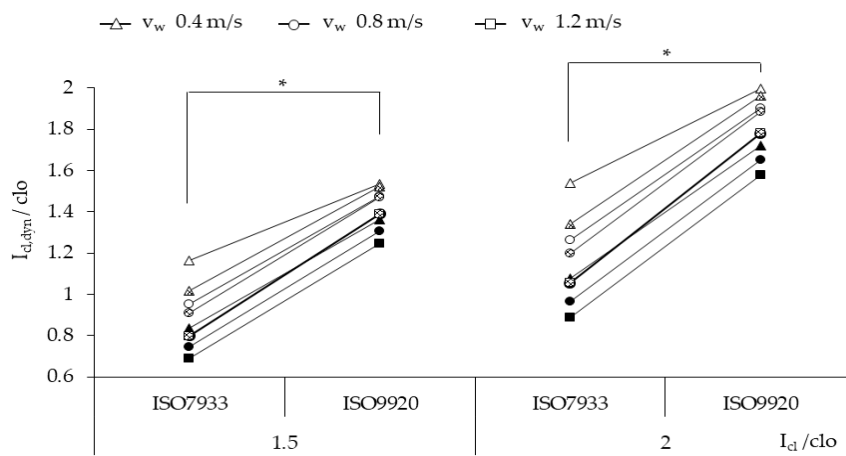 v_w 0.4 m/s v_w 0.8 m/s v_w 1.2 m/s
* *
2
1.8
1.6
1.4
1.2
1
0.8
0.6
I_cl,dyn / clo
ISO7933 ISO9920 ISO7933 ISO9920
1.5 2 I_cl /clo